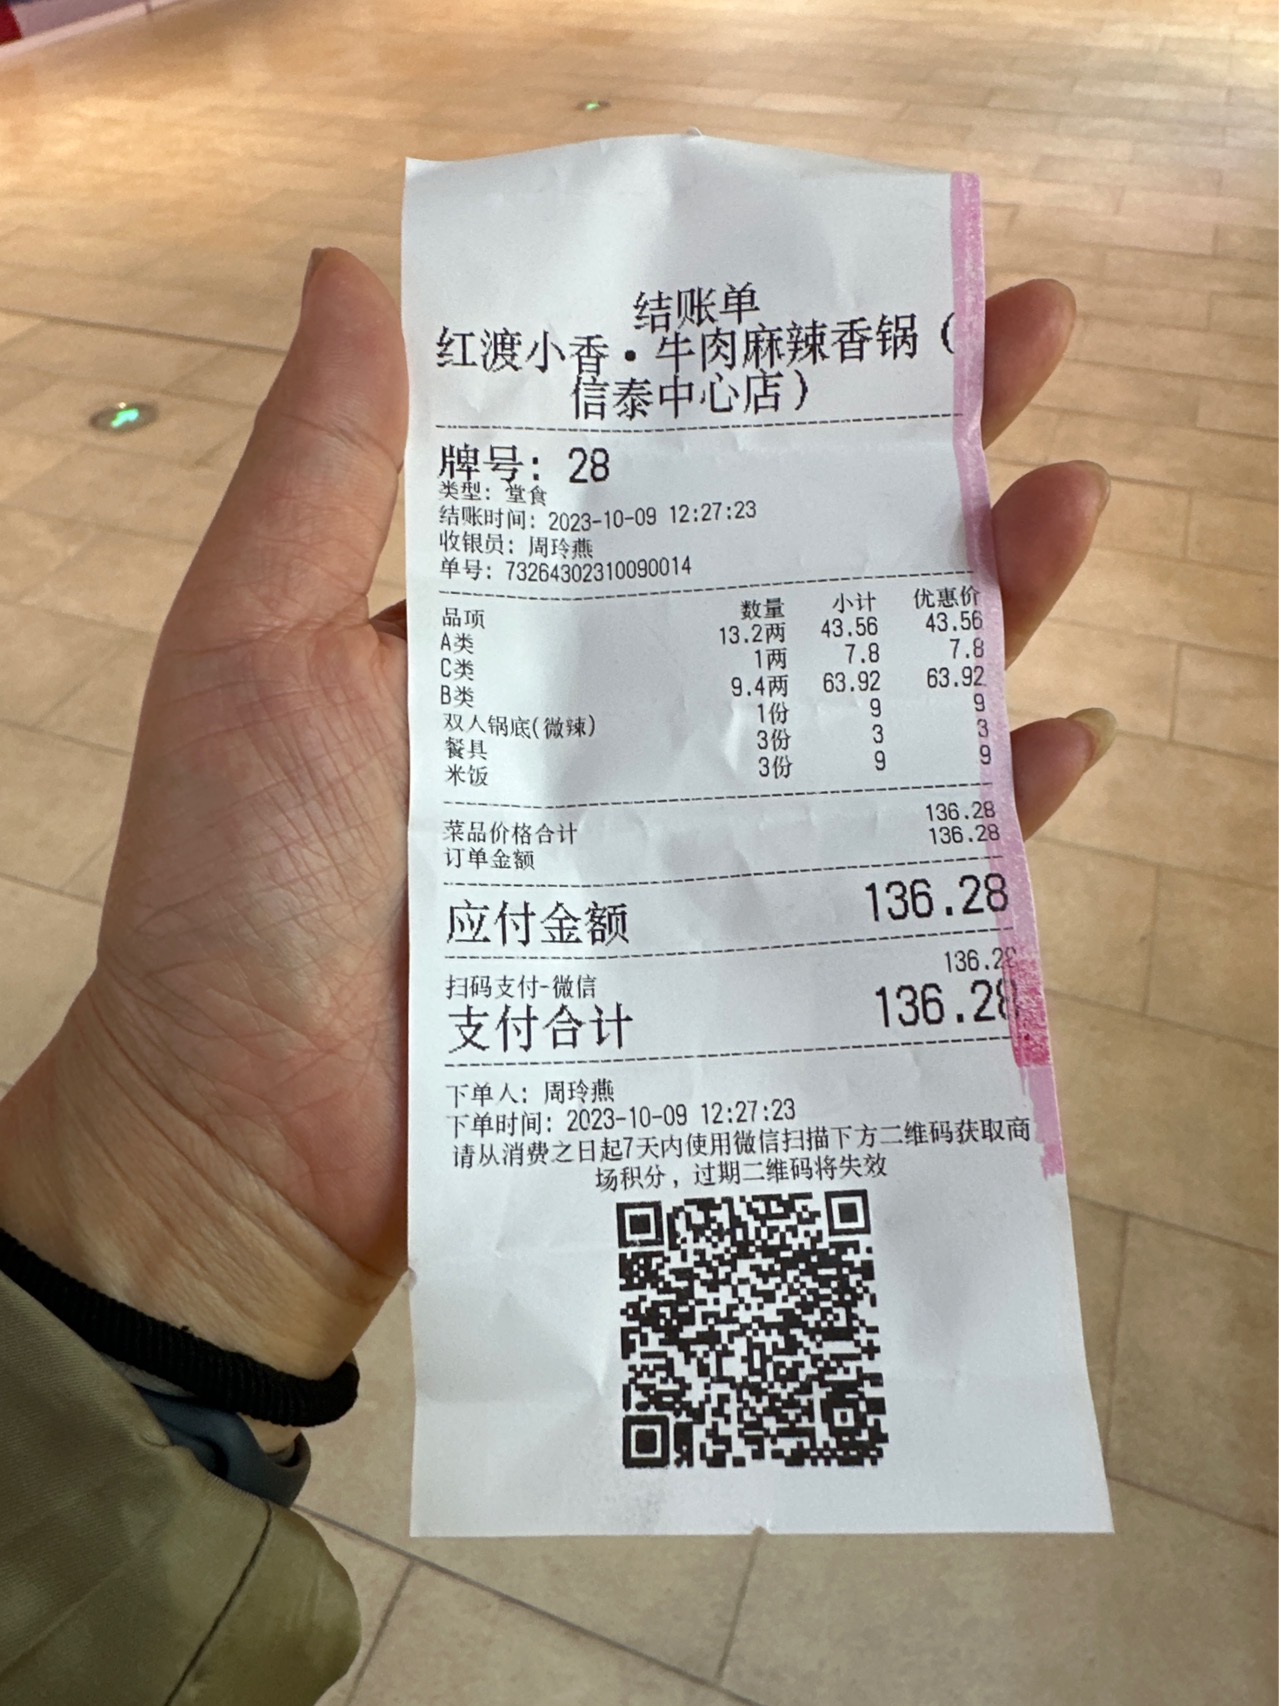 结账单
红渡小香·牛肉麻辣香锅（
信泰中心店）
牌号: 28
类型: 堂食
结账时间: 2023-10-09 12:27:23
收银员: 周玲燕
单号: 73264302310090014
品项 数量 小计 优惠价
A类 13.2两 43.56 43.56
C类 1两 7.8 7.8
B类 9.4两 63.92 63.92
双人锅底(微辣) 1份 9 9
餐具 3份 3 3
米饭 3份 9 9
菜品价格合计 136.28
订单金额 136.28
应付金额 136.28
扫码支付-微信 136.28
支付合计 136.28
下单人: 周玲燕
下单时间: 2023-10-09 12:27:23
请从消费之日起7天内使用微信扫描下方二维码获取商
场积分，过期二维码将失效